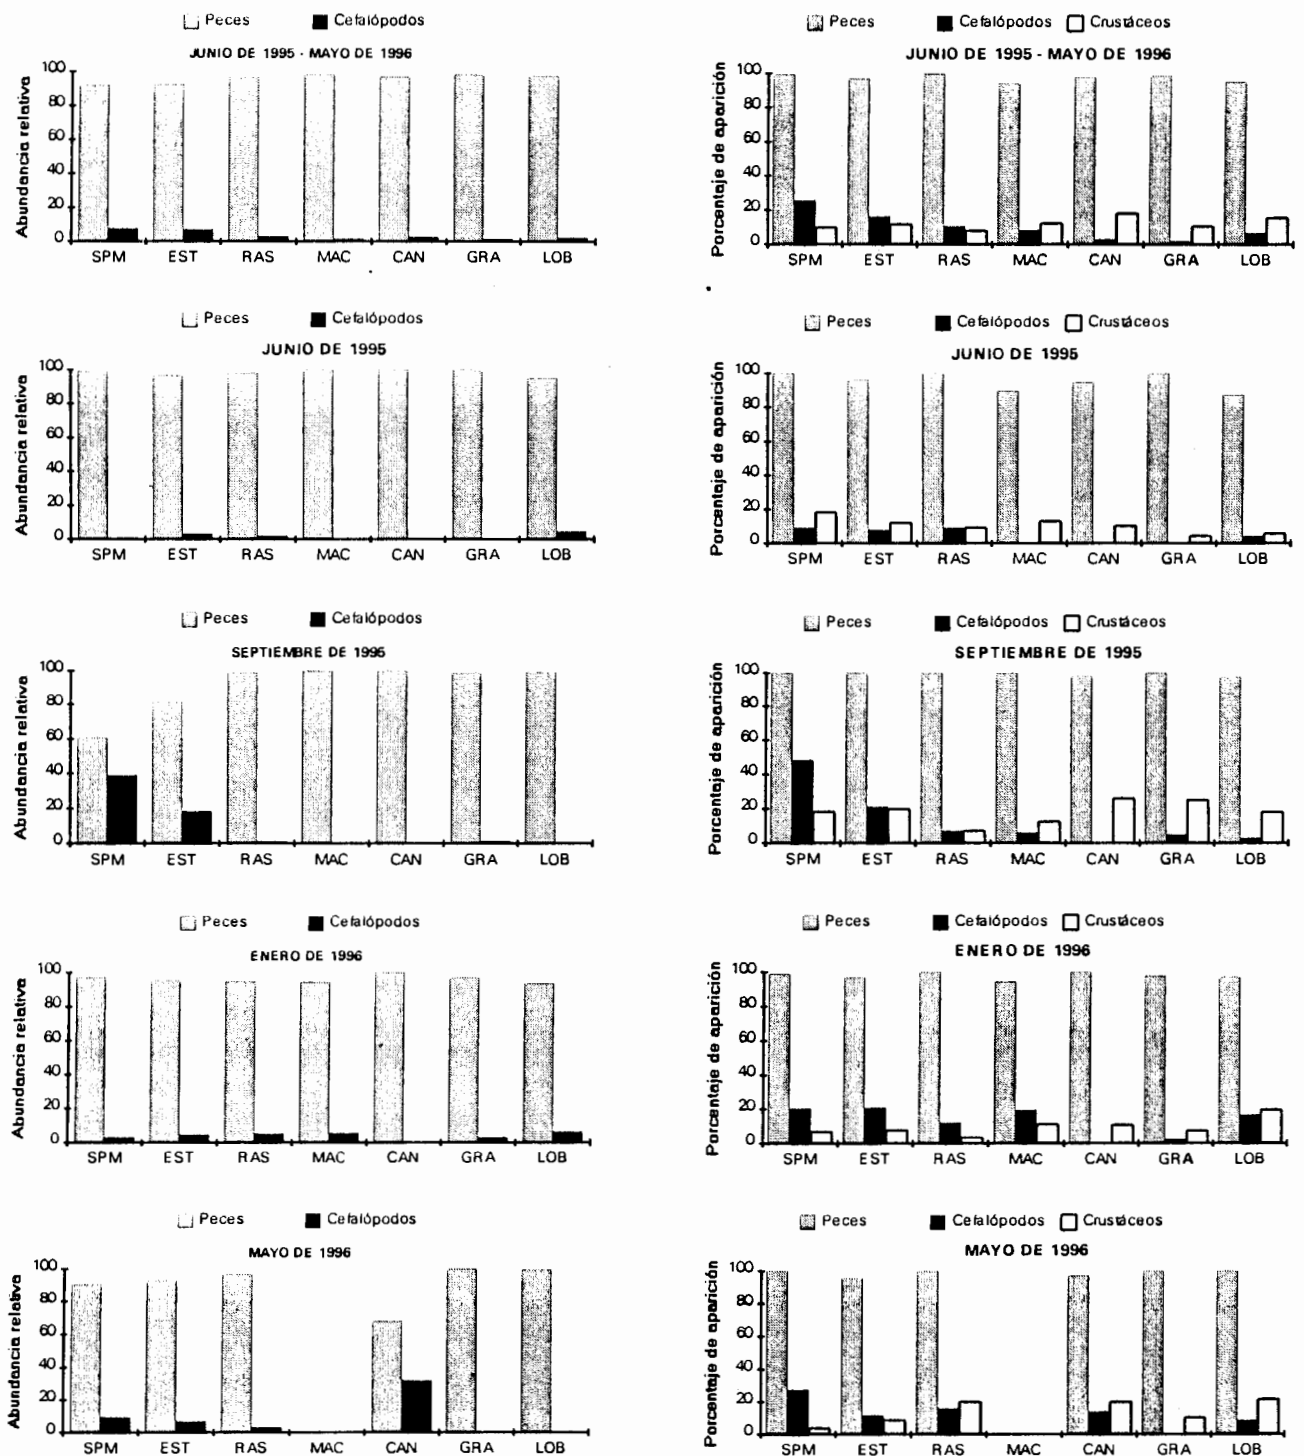 Peces Cefalópodos
JUNIO DE 1995 - MAYO DE 1996
Abundancia relativa
100
80
60
40
20
0
SPM EST RAS MAC CAN GRA LOB
Peces Cefalópodos Crustáceos
JUNIO DE 1995 - MAYO DE 1996
Porcentaje de aparición
100
80
60
40
20
0
SPM EST RAS MAC CAN GRA LOB
Peces Cefalópodos
JUNIO DE 1995
Abundancia relativa
100
80
60
40
20
0
SPM EST RAS MAC CAN GRA LOB
Peces Cefalópodos Crustáceos
JUNIO DE 1995
Porcentaje de aparición
100
80
60
40
20
0
SPM EST RAS MAC CAN GRA LOB
Peces Cefalópodos
SEPTIEMBRE DE 1995
Abundancia relativa
100
80
60
40
20
0
SPM EST RAS MAC CAN GRA LOB
Peces Cefalópodos Crustáceos
SEPTIEMBRE DE 1995
Porcentaje de aparición
100
80
60
40
20
0
SPM EST RAS MAC CAN GRA LOB
Peces Cefalópodos
ENERO DE 1996
Abundancia relativa
100
80
60
40
20
0
SPM EST RAS MAC CAN GRA LOB
Peces Cefalópodos Crustáceos
ENERO DE 1996
Porcentaje de aparición
100
80
60
40
20
0
SPM EST RAS MAC CAN GRA LOB
Peces Cefalópodos
MAYO DE 1996
Abundancia relativa
100
80
60
40
20
0
SPM EST RAS MAC CAN GRA LOB
Peces Cefalópodos Crustáceos
MAYO DE 1996
Porcentaje de aparición
100
80
60
40
20
0
SPM EST RAS MAC CAN GRA LOB